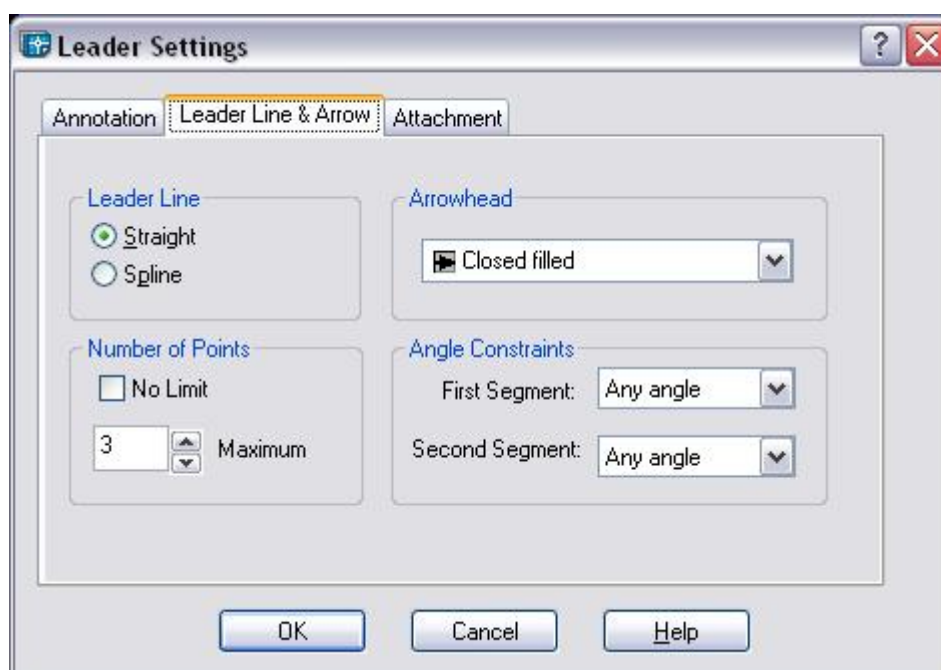 Leader Settings
?
Annotation
Leader Line & Arrow
Attachment
Leader Line
Straight
Spline
Arrowhead
Closed filled
Number of Points
No Limit
3
Maximum
Angle Constraints
First Segment: Any angle
Second Segment: Any angle
OK
Cancel
Help